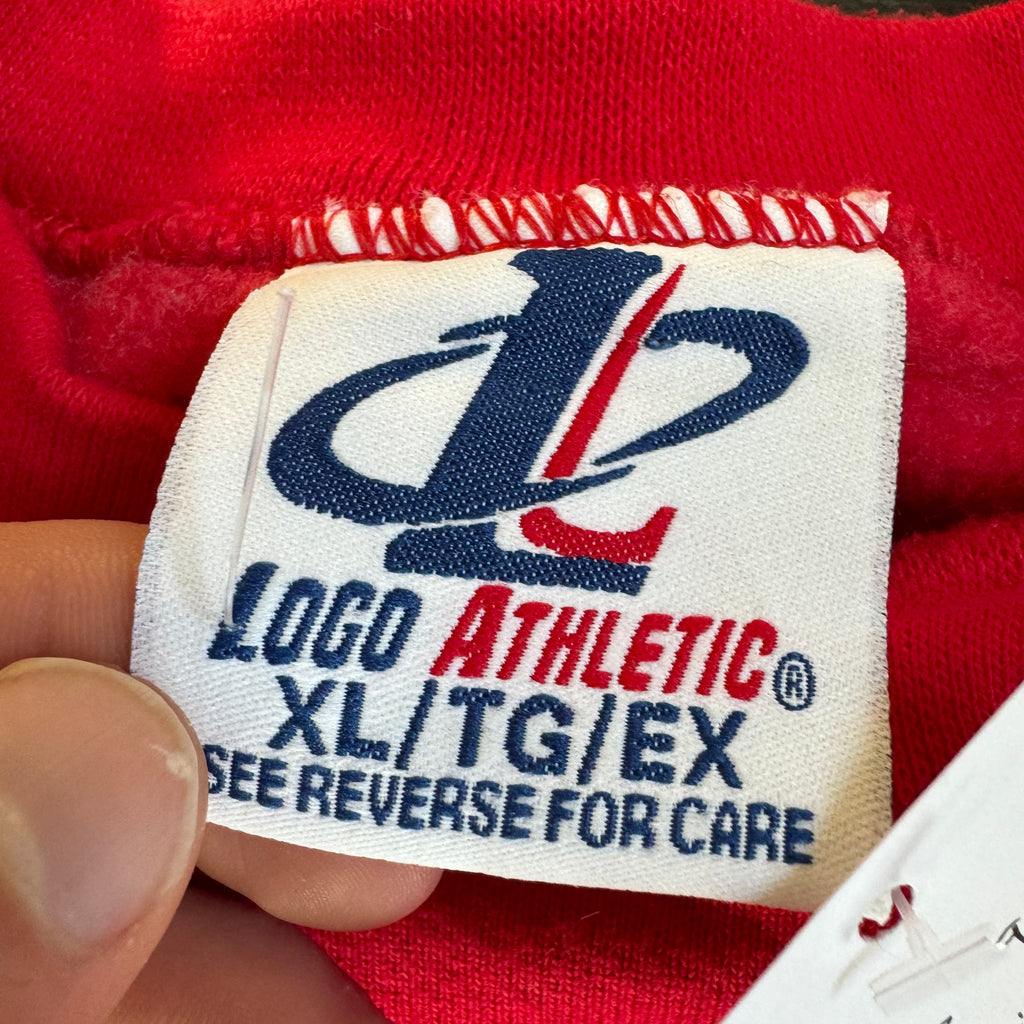 L
LOGO ATHLETIC®
XL/TG/EX
SEE REVERSE FOR CARE